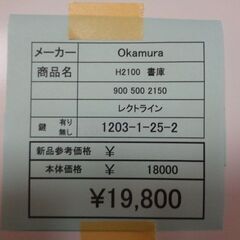 メーカー Okamura
商品名 H2100 書庫
900 500 2150
レクトライン
鍵 有り 無し 1203-1-25-2
新品参考価格 ¥
本体価格 ¥ 18000
¥19,800